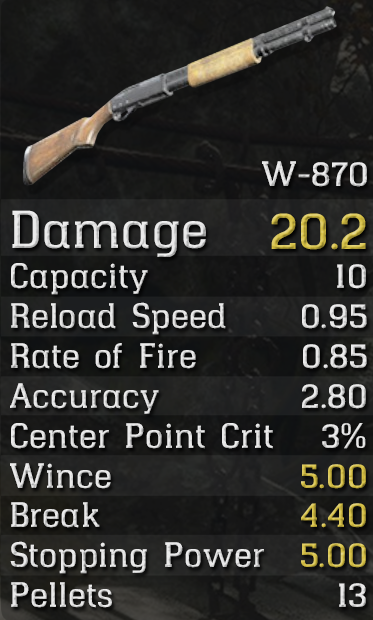 W-870
Damage 20.2
Capacity 10
Reload Speed 0.95
Rate of Fire 0.85
Accuracy 2.80
Center Point Crit 3%
Wince 5.00
Break 4.40
Stopping Power 5.00
Pellets 13